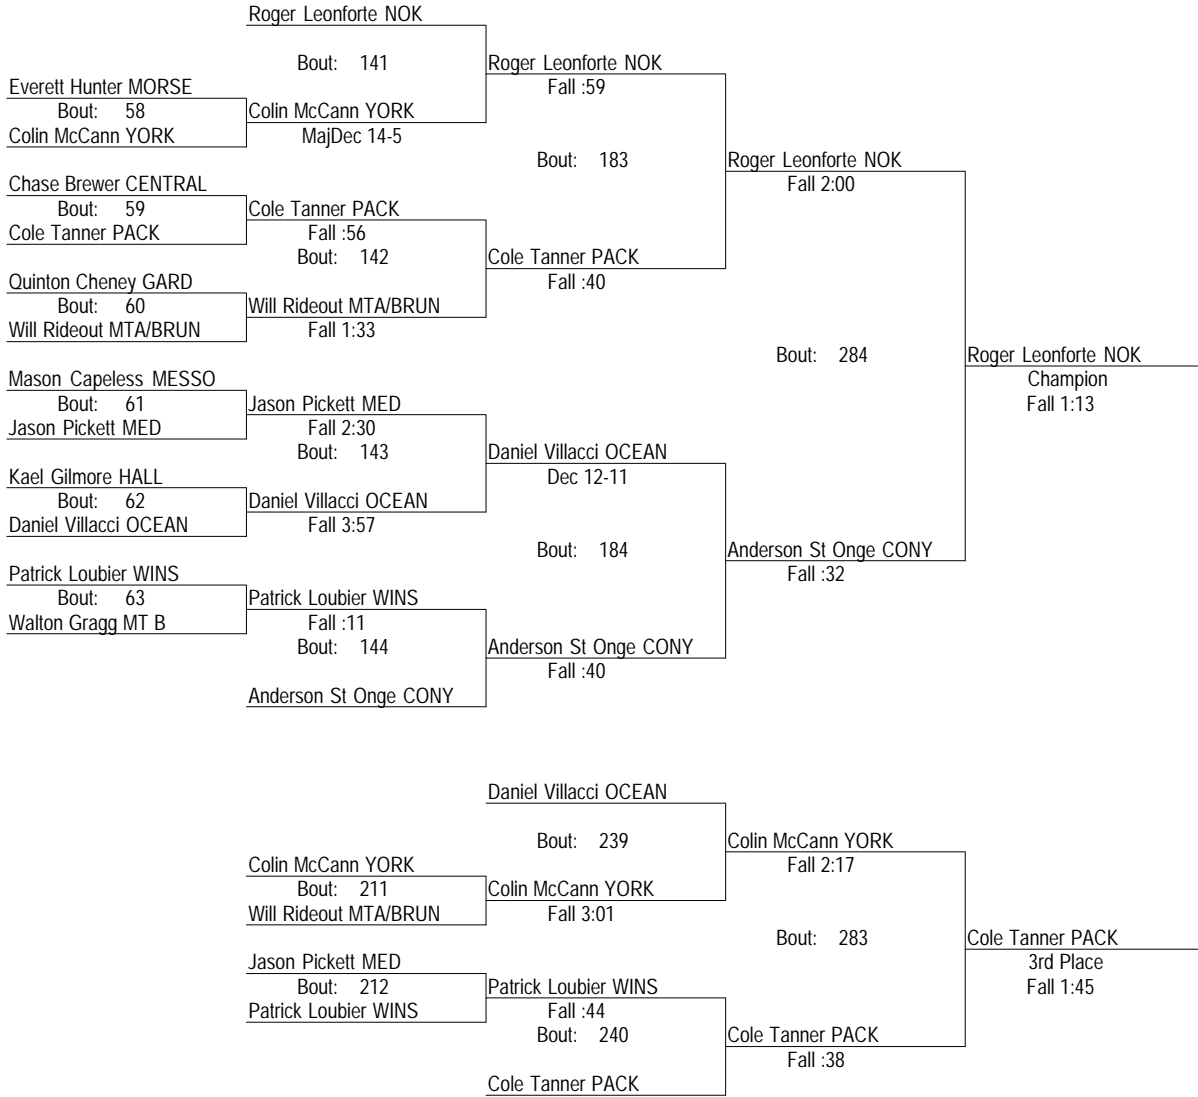 Roger Leonforte NOK
Bout: 141
Roger Leonforte NOK
Everett Hunter MORSE
Fall :59
Bout: 58
Colin McCann YORK
Colin McCann YORK
MajDec 14-5
Bout: 183
Roger Leonforte NOK
Chase Brewer CENTRAL
Fall 2:00
Bout: 59
Cole Tanner PACK
Cole Tanner PACK
Fall :56
Bout: 142
Cole Tanner PACK
Quinton Cheney GARD
Fall :40
Bout: 60
Will Rideout MTA/BRUN
Will Rideout MTA/BRUN
Fall 1:33
Bout: 284
Roger Leonforte NOK
Mason Capeless MESSO
Champion
Bout: 61
Jason Pickett MED
Fall 1:13
Jason Pickett MED
Fall 2:30
Bout: 143
Daniel Villacci OCEAN
Kael Gilmore HALL
Dec 12-11
Bout: 62
Daniel Villacci OCEAN
Daniel Villacci OCEAN
Fall 3:57
Bout: 184
Anderson St Onge CONY
Patrick Loubier WINS
Fall :32
Bout: 63
Patrick Loubier WINS
Walton Gragg MT B
Fall :11
Bout: 144
Anderson St Onge CONY
Fall :40
Anderson St Onge CONY
Daniel Villacci OCEAN
Bout: 239
Colin McCann YORK
Colin McCann YORK
Fall 2:17
Bout: 211
Colin McCann YORK
Will Rideout MTA/BRUN
Fall 3:01
Bout: 283
Cole Tanner PACK
Jason Pickett MED
3rd Place
Bout: 212
Patrick Loubier WINS
Fall 1:45
Patrick Loubier WINS
Fall :44
Bout: 240
Cole Tanner PACK
Fall :38
Cole Tanner PACK